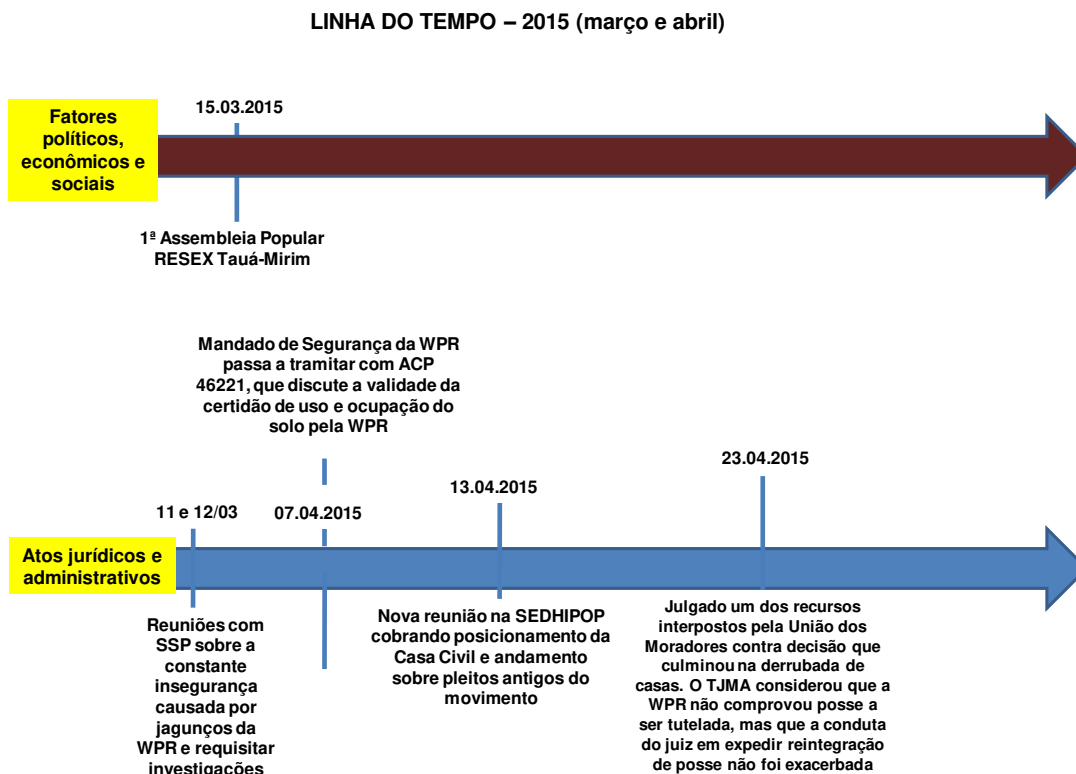 LINHA DO TEMPO – 2015 (março e abril)
Fatores
políticos,
econômicos e
sociais
15.03.2015
1ª Assembleia Popular
RESEX Tauá-Mirim
Mandado de Segurança da WPR
passa a tramitar com ACP
46221, que discute a validade da
certidão de uso e ocupação do
solo pela WPR
11 e 12/03
07.04.2015
13.04.2015
23.04.2015
Atos jurídicos e
administrativos
Reuniões com
SSP sobre a
constante
insegurança
causada por
jagunços da
WPR e requisitar
investigações
Nova reunião na SEDHIPOP
cobrando posicionamento da
Casa Civil e andamento
sobre pleitos antigos do
movimento
Julgado um dos recursos
interpostos pela União dos
Moradores contra decisão que
culminou na derrubada de
casas. O TJMA considerou que a
WPR não comprovou posse a
ser tutelada, mas que a conduta
do juiz em expedir reintegração
de posse não foi exacerbada